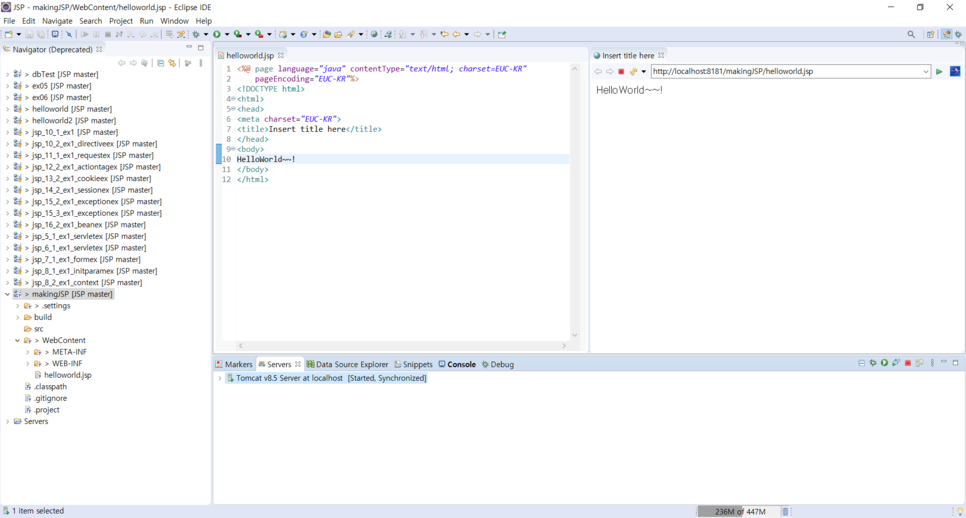 JSP - makingJSP/WebContent/helloworld.jsp - Eclipse IDE
File Edit Navigate Search Project Run Window Help
Navigator (Deprecated)
> dbTest [JSP master]
> ex05 [JSP master]
> ex06 [JSP master]
> helloworld [JSP master]
> helloworld2 [JSP master]
> jsp_10_1_ex1 [JSP master]
> jsp_10_2_ex1_directiveex [JSP master]
> jsp_11_1_ex1_requestex [JSP master]
> jsp_12_2_ex1_actiontagex [JSP master]
> jsp_13_2_ex1_cookieex [JSP master]
> jsp_14_2_ex1_sessionex [JSP master]
> jsp_15_2_ex1_exceptionex [JSP master]
> jsp_15_3_ex1_exceptionex [JSP master]
> jsp_16_2_ex1_beanex [JSP master]
> jsp_5_1_ex1_servletex [JSP master]
> jsp_6_1_ex1_servletex [JSP master]
> jsp_7_1_ex1_formex [JSP master]
> jsp_8_1_ex1_initparamex [JSP master]
> jsp_8_2_ex1_context [JSP master]
> makingJSP [JSP master]
> .settings
build
src
> WebContent
> META-INF
> WEB-INF
helloworld.jsp
.classpath
.gitignore
.project
Servers
helloworld.jsp
1 <%@ page language="java" contentType="text/html; charset=EUC-KR"
2 pageEncoding="EUC-KR"%>
3 <!DOCTYPE html>
4 <html>
5 <head>
6 <meta charset="EUC-KR">
7 <title>Insert title here</title>
8 </head>
9 <body>
10 HelloWorld~~!
11 </body>
12 </html>
Insert title here
http://localhost:8181/makingJSP/helloworld.jsp
HelloWorld~~!
Markers Servers Data Source Explorer Snippets Console Debug
Tomcat v8.5 Server at localhost [Started, Synchronized]
1 item selected
236M of 447M